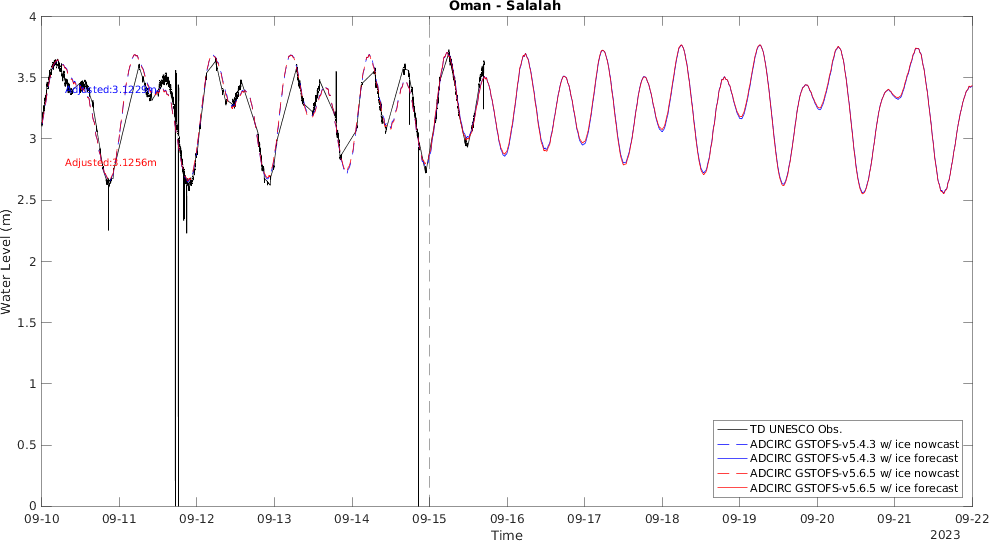 Oman - Salalah
4
3.5
3
2.5
2
1.5
1
0.5
0
Water Level (m)
Adjusted:3.1229m
Adjusted:3.1256m
TD UNESCO Obs.
ADCIRC GSTOFS-v5.4.3 w/ ice nowcast
ADCIRC GSTOFS-v5.4.3 w/ ice forecast
ADCIRC GSTOFS-v5.6.5 w/ ice nowcast
ADCIRC GSTOFS-v5.6.5 w/ ice forecast
09-10 09-11 09-12 09-13 09-14 09-15 09-16 09-17 09-18 09-19 09-20 09-21 09-22
Time
2023